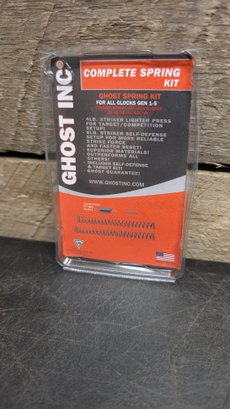 GHOST INC.
COMPLETE SPRING
KIT
GHOST SPRING KIT
FOR ALL GLOCKS GEN 1-5
- 4LB. STRIKER LIGHTER PRESS
FOR TARGET/COMPETITION
SETUP!
5LB. STRIKER SELF-DEFENSE
SETUP FOR MORE RELIABLE
STRIKE FORCE
AND FASTER RESET!
SUPERIOR MATERIALS!
OUTPERFORMS ALL
OTHERS!
INCLUDES SELF-DEFENSE
& TARGET KIT!
GHOST GUARANTEE!
WWW.GHOSTINC.COM